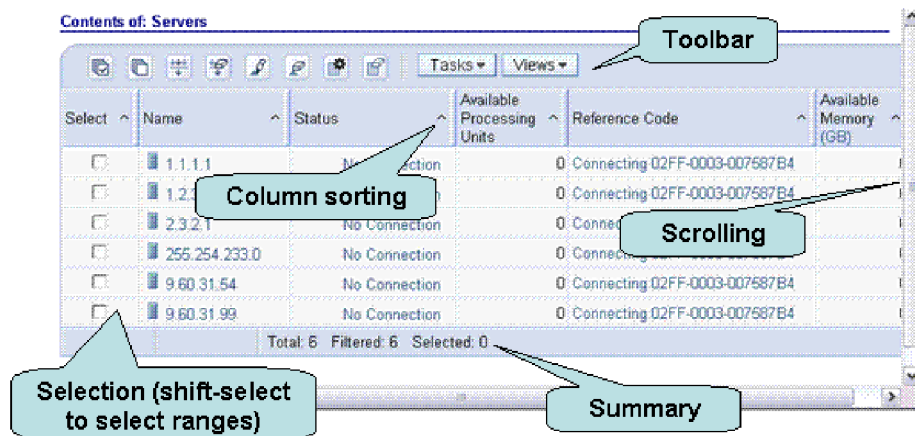 Contents of: Servers
Toolbar
Tasks Views
Select Name Status Available Processing Units Reference Code Available Memory (GB)
1.1.1.1 No Connection 0 Connecting 02FF-0003-007587B4
1.2. 0 Connecting 02FF-0003-007587B4
Column sorting
2.3.2.1 No Connection 0
Scrolling
255.254.233.0 No Connection 0
9.60.31.54 No Connection 0 Connecting 02FF-0003-007587B4
9.60.31.99 No Connection 0 Connecting 02FF-0003-007587B4
Total: 6 Filtered: 6 Selected: 0
Selection (shift-select
to select ranges)
Summary